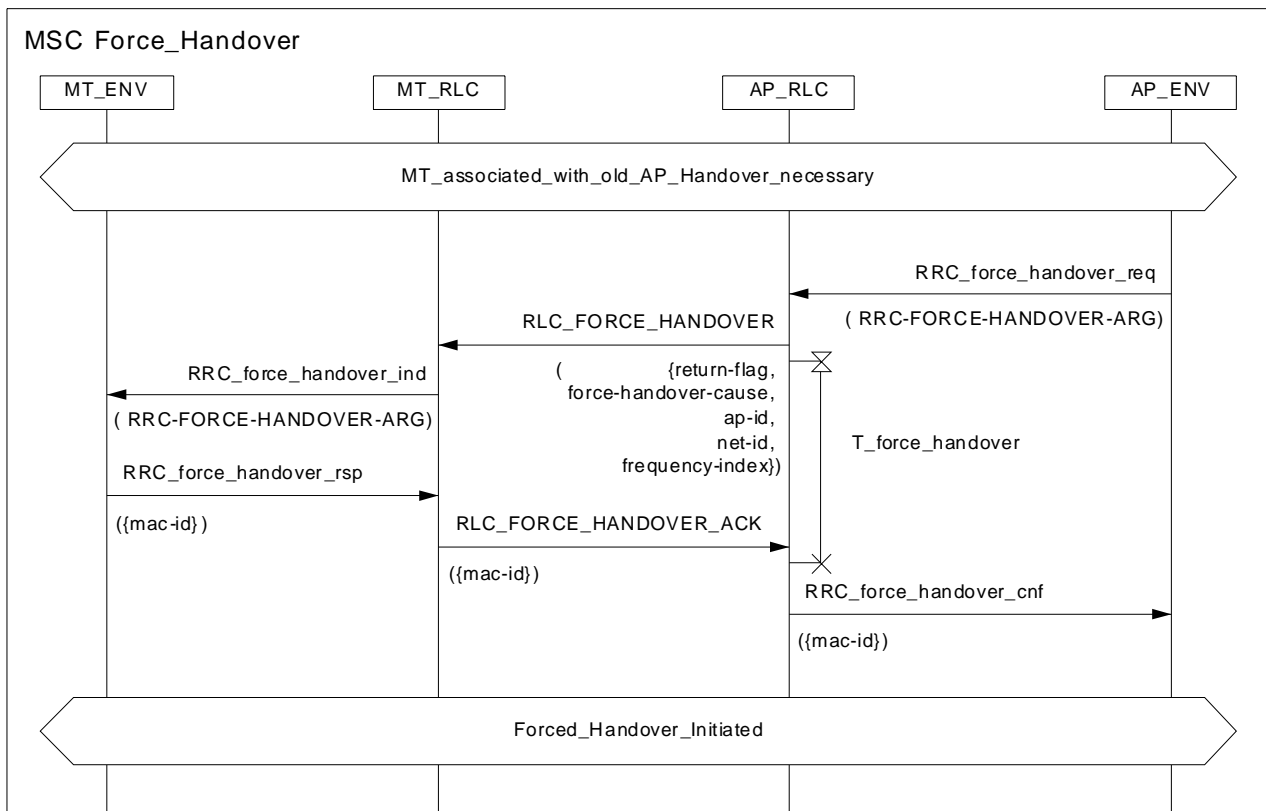 MSC Force_Handover
MT_ENV
MT_RLC
AP_RLC
AP_ENV
MT_associated_with_old_AP_Handover_necessary
RRC_force_handover_req
( RRC-FORCE-HANDOVER-ARG)
RLC_FORCE_HANDOVER
( {return-flag,
force-handover-cause,
ap-id,
net-id,
frequency-index})
T_force_handover
RRC_force_handover_ind
( RRC-FORCE-HANDOVER-ARG)
RRC_force_handover_rsp
({mac-id})
RLC_FORCE_HANDOVER_ACK
({mac-id})
RRC_force_handover_cnf
({mac-id})
Forced_Handover_Initiated